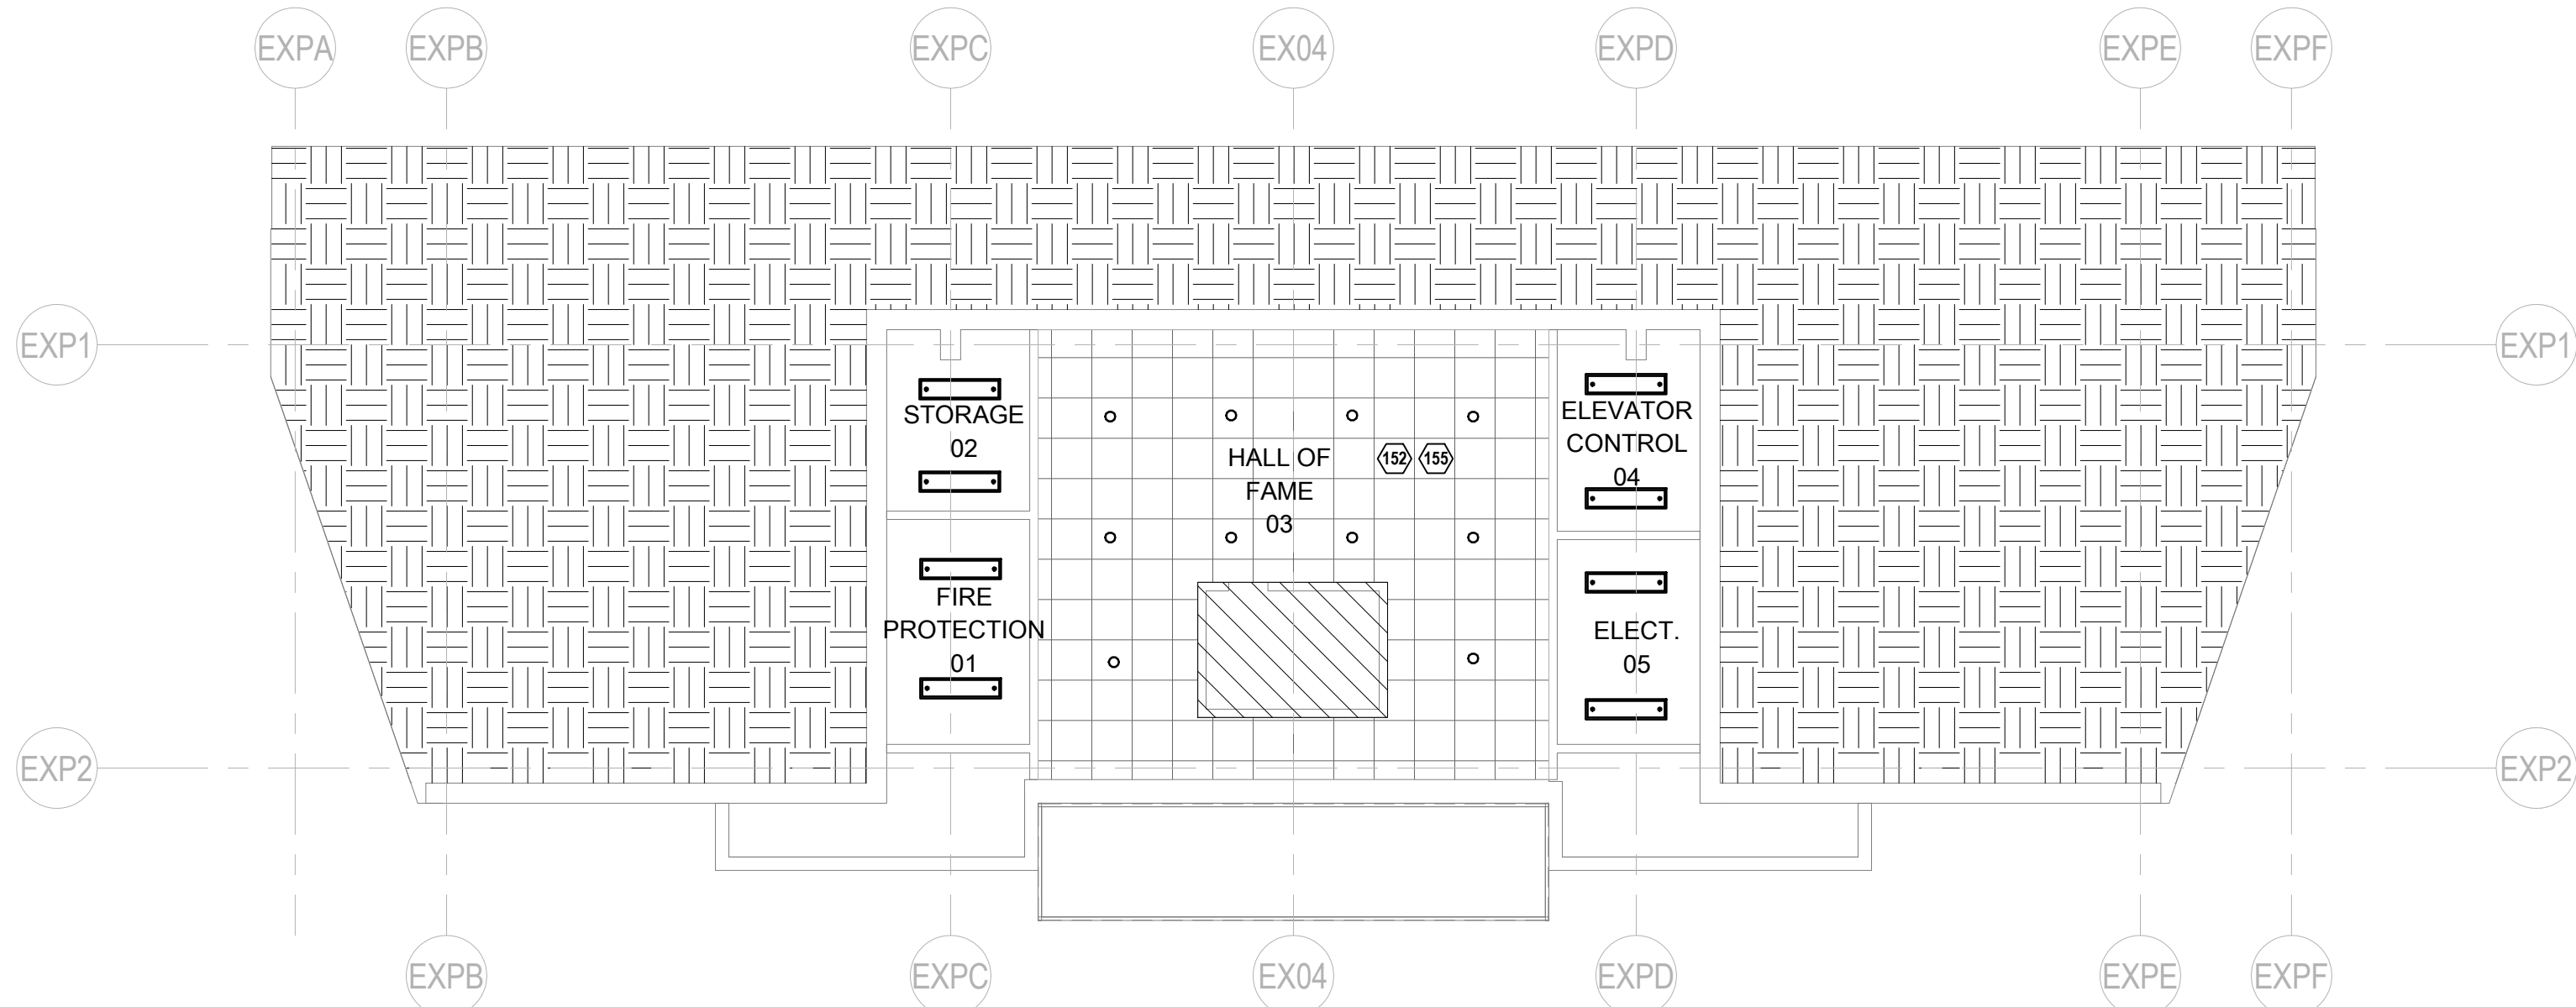 EXPA EXPB EXPC EX04 EXPD EXPE EXPF
EXP1 EXP1
STORAGE
02
HALL OF
FAME
03
152 155
ELEVATOR
CONTROL
04
FIRE
PROTECTION
01
ELECT.
05
EXP2 EXP2
EXPB EXPC EX04 EXPD EXPE EXPF